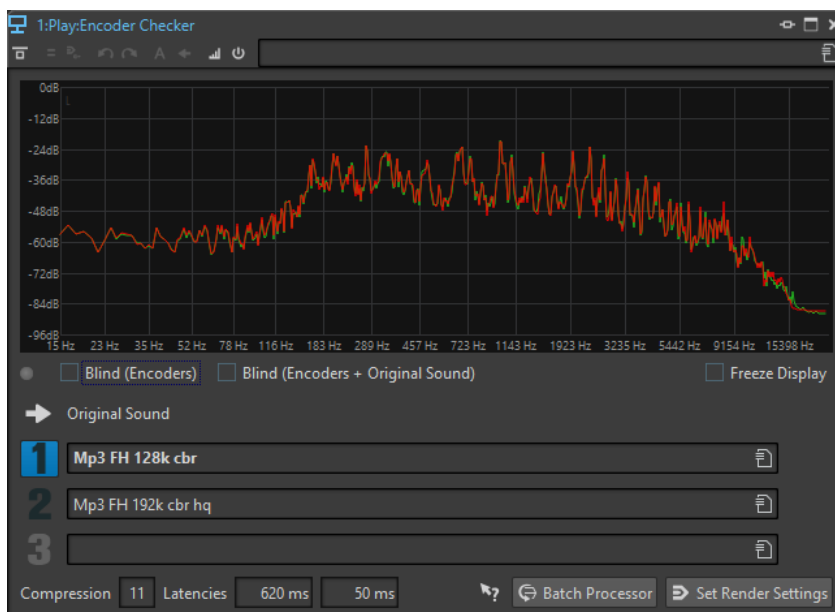 1:Play:Encoder Checker
A
0dB
L
-12dB
-24dB
-36dB
-48dB
-60dB
-72dB
-84dB
-96dB
15 Hz 23 Hz 35 Hz 52 Hz 78 Hz 116 Hz 183 Hz 289 Hz 457 Hz 723 Hz 1143 Hz 1923 Hz 3235 Hz 5442 Hz 9154 Hz 15398 Hz
Blind (Encoders) Blind (Encoders + Original Sound) Freeze Display
Original Sound
1 Mp3 FH 128k cbr
2 Mp3 FH 192k cbr hq
3
Compression 11 Latencies 620 ms 50 ms ? Batch Processor Set Render Settings